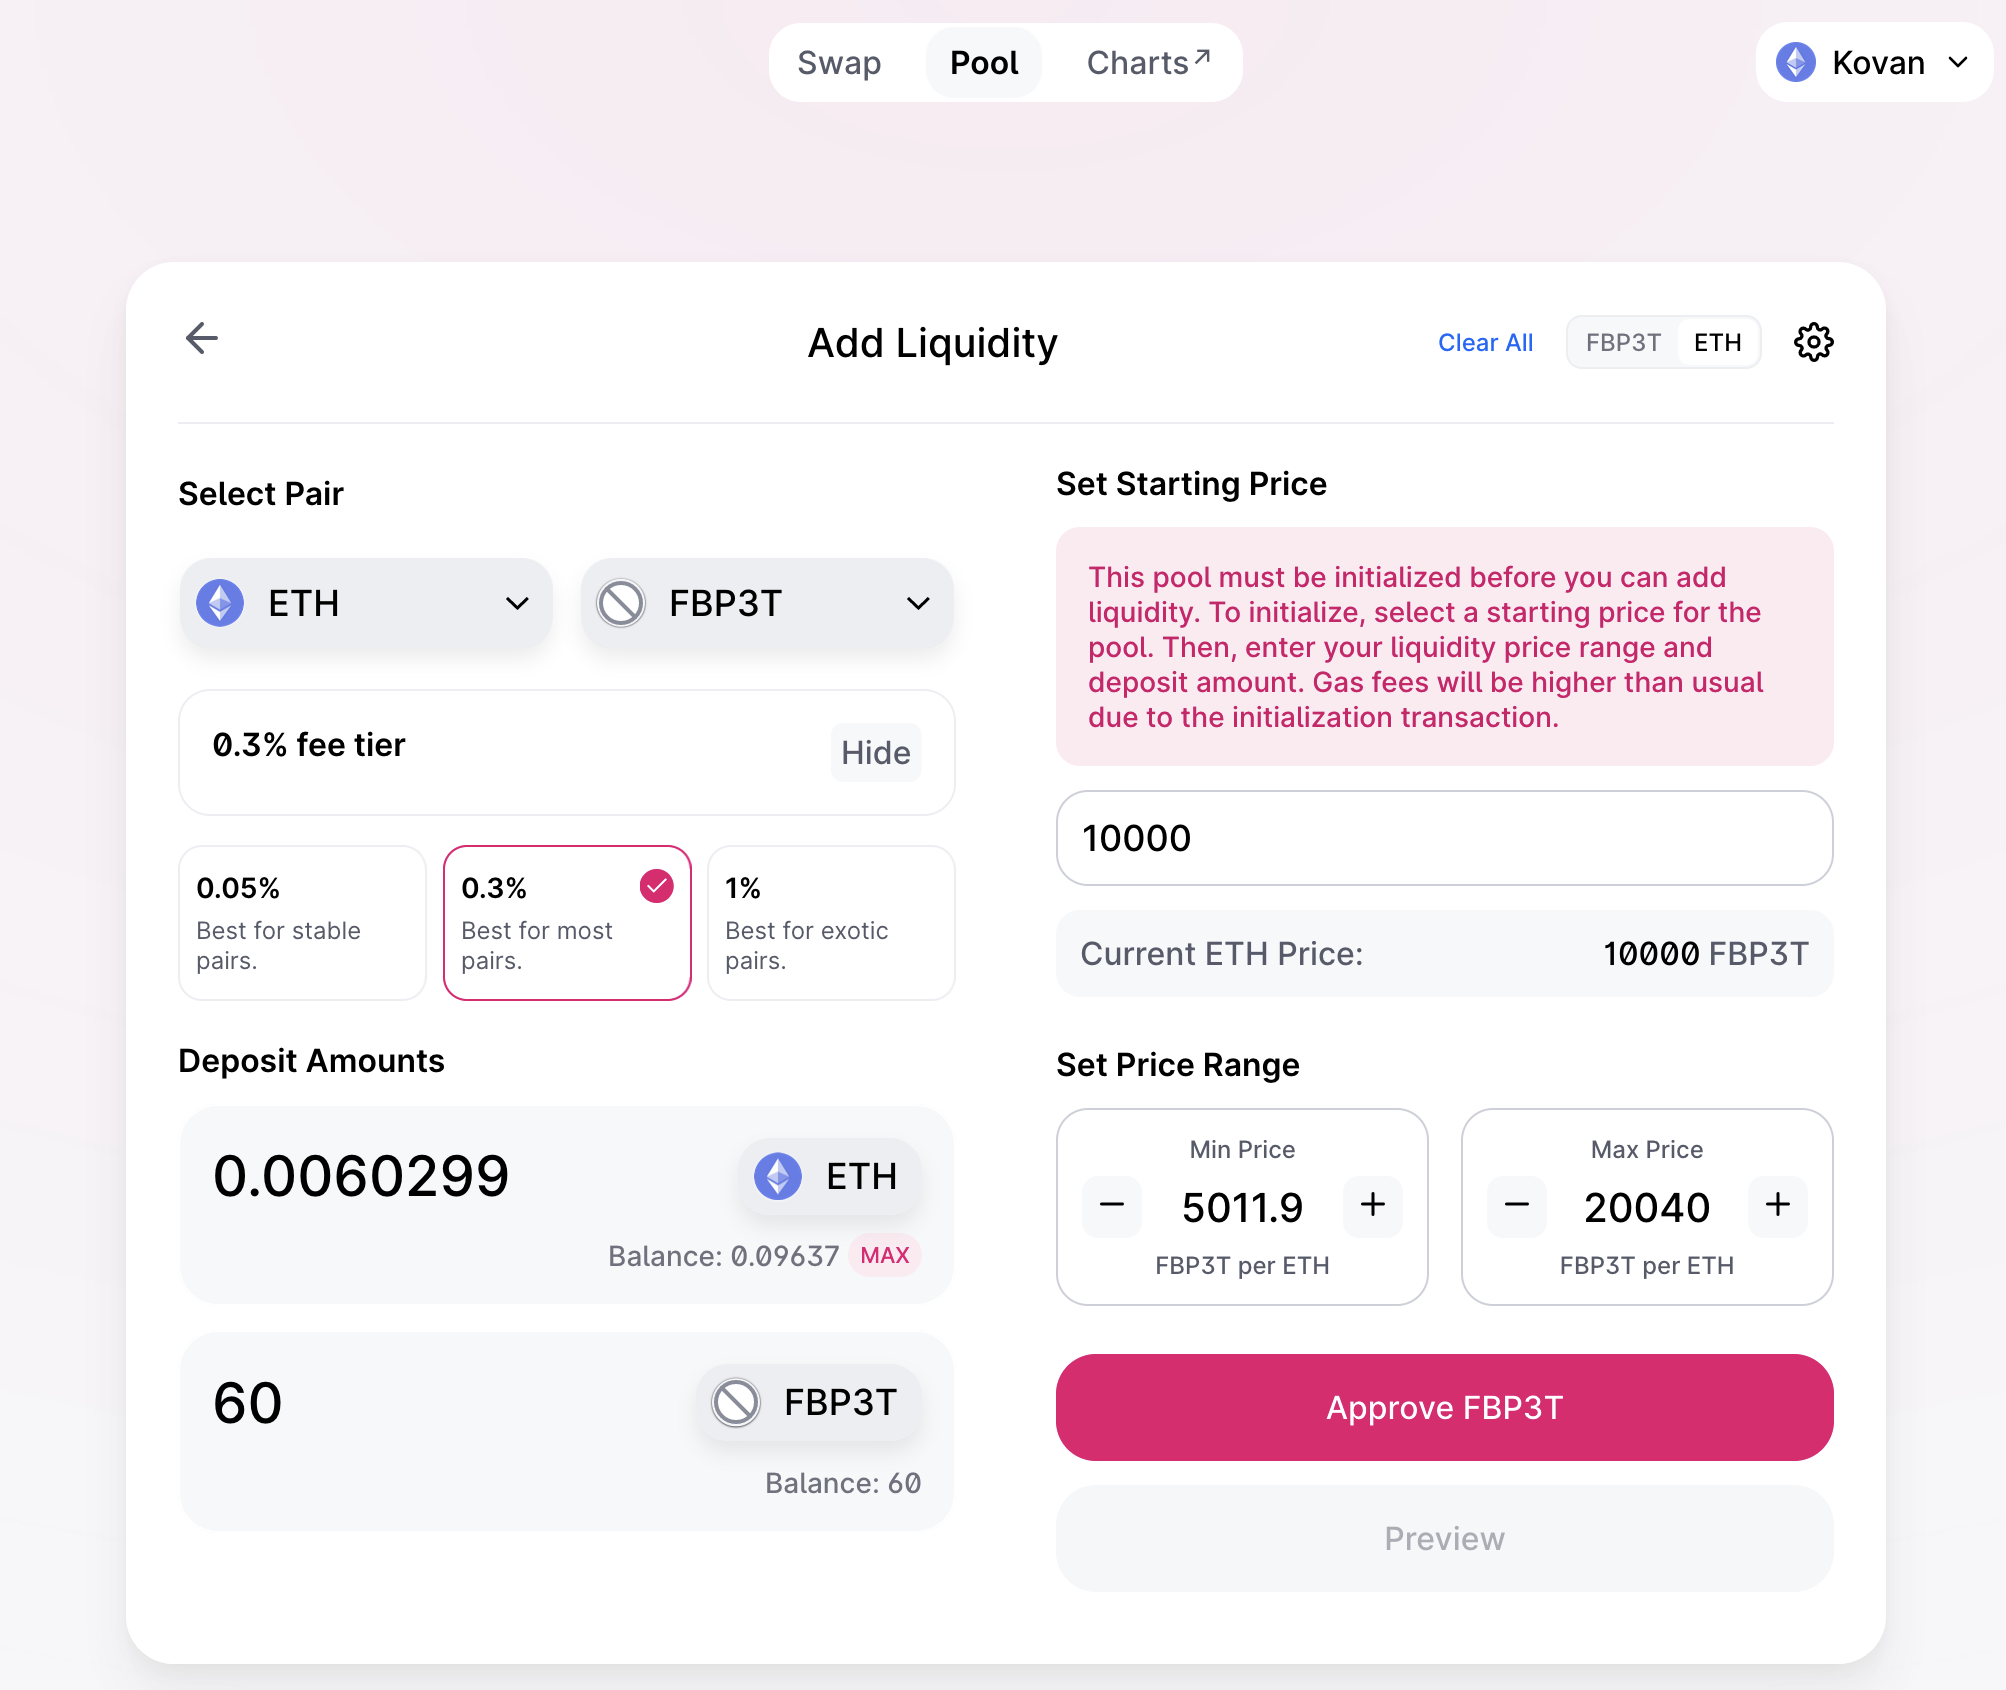 Swap
Pool
Charts↗
Kovan
Add Liquidity
Clear All
FBP3T
ETH
Select Pair
ETH
FBP3T
0.3% fee tier
Hide
0.05%
Best for stable
pairs.
0.3%
Best for most
pairs.
1%
Best for exotic
pairs.
Deposit Amounts
0.0060299
ETH
Balance: 0.09637
MAX
60
FBP3T
Balance: 60
Set Starting Price
This pool must be initialized before you can add
liquidity. To initialize, select a starting price for the
pool. Then, enter your liquidity price range and
deposit amount. Gas fees will be higher than usual
due to the initialization transaction.
10000
Current ETH Price:
10000 FBP3T
Set Price Range
Min Price
5011.9
FBP3T per ETH
Max Price
20040
FBP3T per ETH
Approve FBP3T
Preview